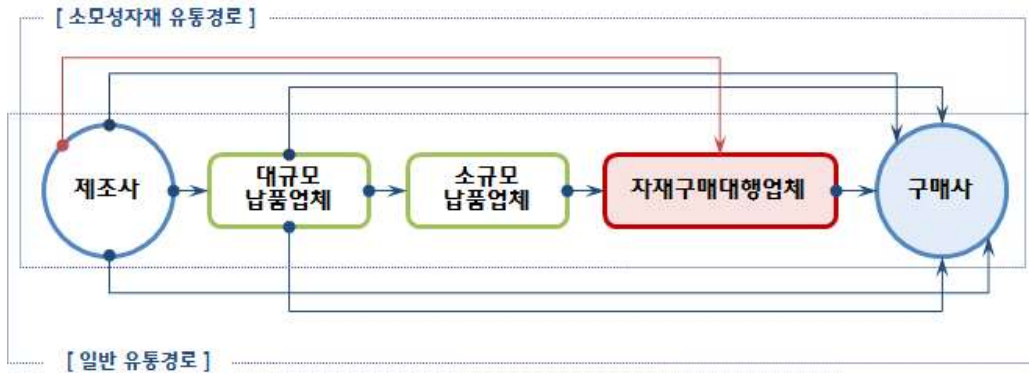 [ 소모성자재 유통경로 ]
제조사
대규모
납품업체
소규모
납품업체
자재구매대행업체
구매사
[ 일반 유통경로 ]